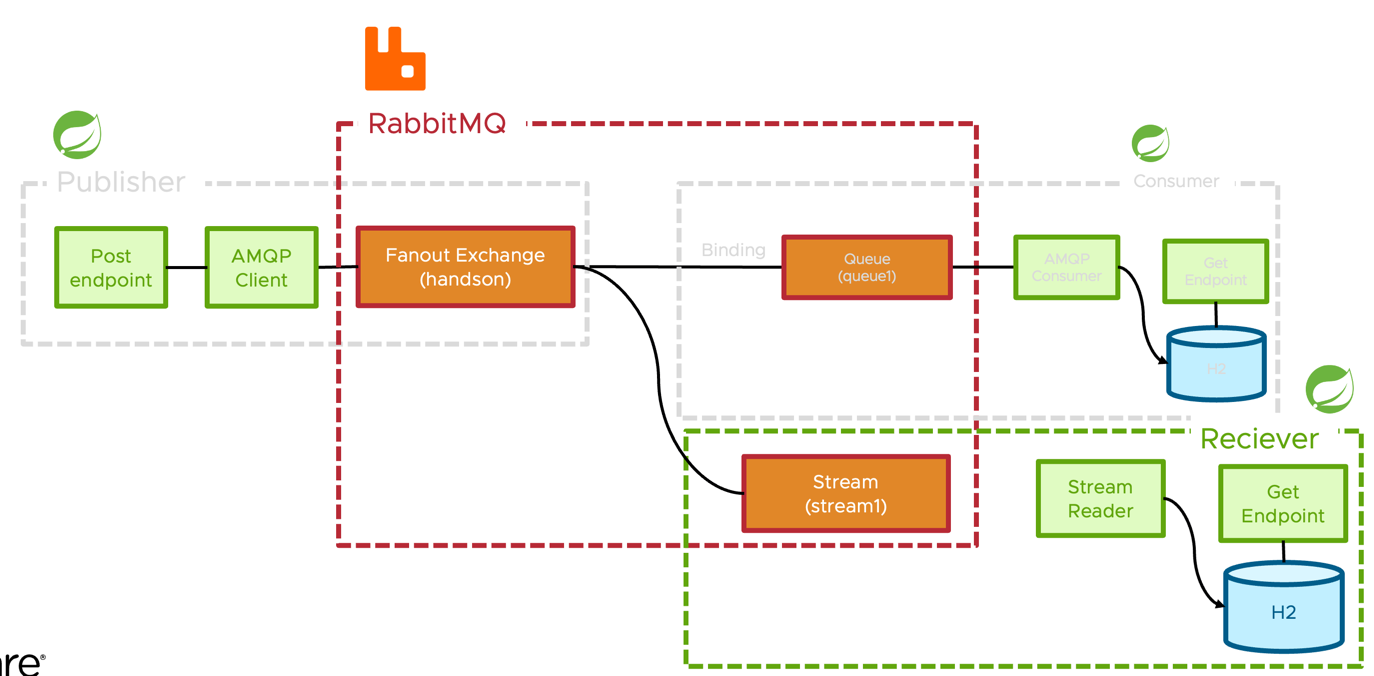 RabbitMQ
Publisher
Consumer
Post
endpoint
AMQP
Client
Fanout Exchange
(handson)
Binding
Queue
(queue1)
AMQP
Consumer
Get
Endpoint
H2
Reciever
Stream
(stream1)
Stream
Reader
Get
Endpoint
H2